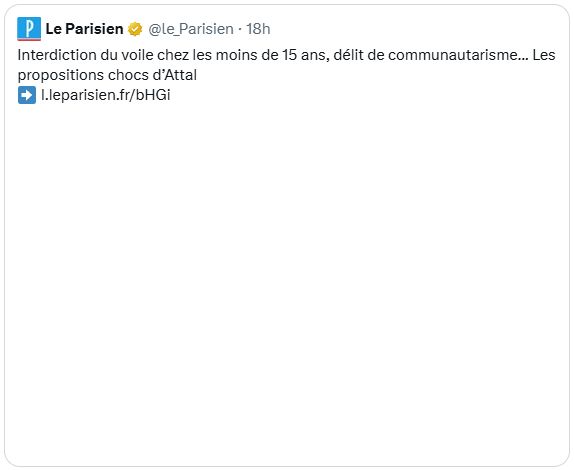 Le Parisien @le_Parisien · 18h
Interdiction du voile chez les moins de 15 ans, délit de communautarisme... Les
propositions chocs d’Attal
➡️ l.leparisien.fr/bHGi